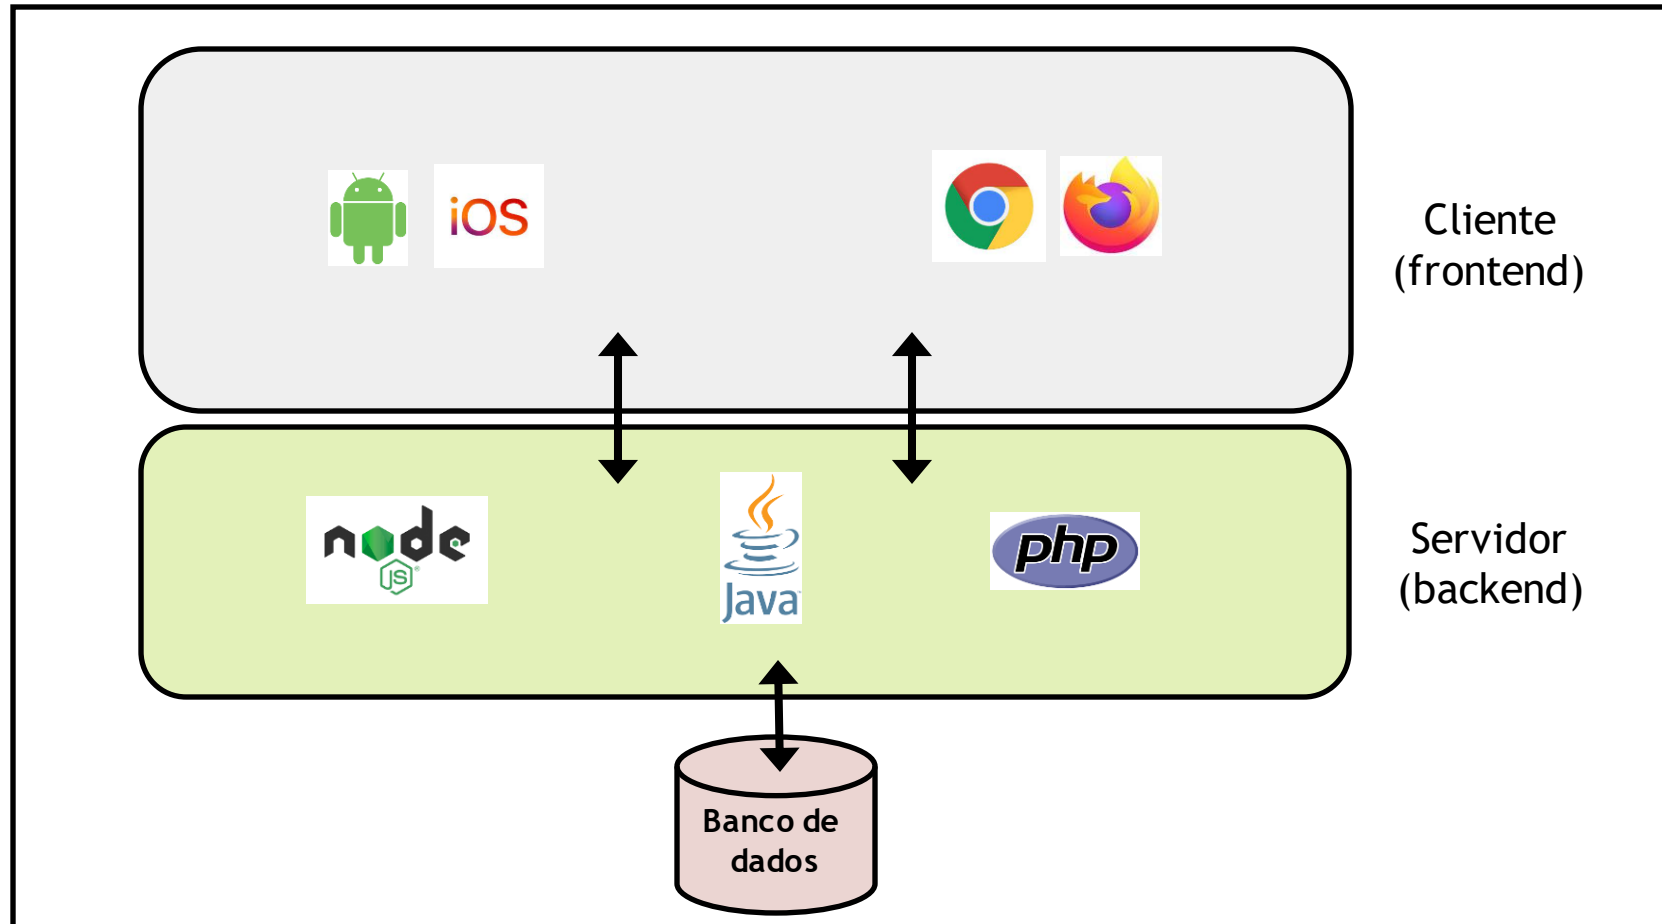 iOS
Cliente
(frontend)
node
JS
®
Java
php
Servidor
(backend)
Banco de
dados